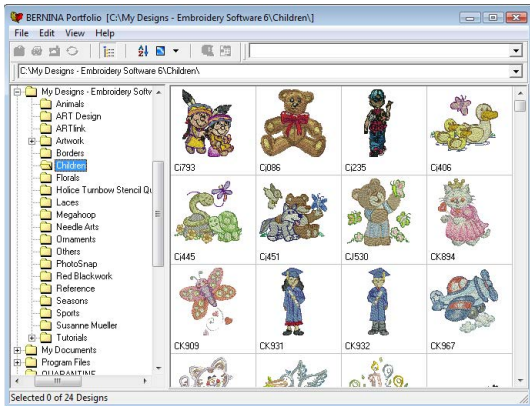 BERNINA Portfolio [C:\My Designs - Embroidery Software 6\Children\]
File Edit View Help
C:\My Designs - Embroidery Software 6\Children\
My Designs - Embroidery Softw
Animals
ART Design
ARTlink
Artwork
Borders
Children
Florals
Holice Turnbow Stencil Qu
Laces
Megahoop
Needle Arts
Ornaments
Others
PhotoSnap
Red Blackwork
Reference
Seasons
Sports
Susanne Mueller
Tutorials
My Documents
Program Files
QUARANTINE
Cj793 Cj086 Cj235 Cj406
Cj445 Cj451 CJ530 CK894
CK909 CK931 CK932 CK967
Selected 0 of 24 Designs